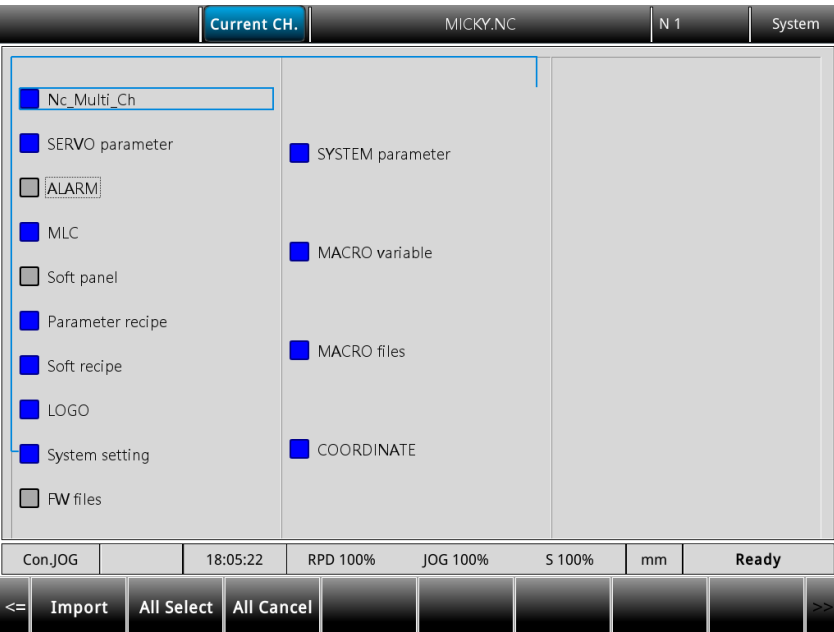 Current CH. MICKY.NC N 1 System
Nc_Multi_Ch
SERVO parameter
ALARM
MLC
Soft panel
Parameter recipe
Soft recipe
LOGO
System setting
FW files
SYSTEM parameter
MACRO variable
MACRO files
COORDINATE
Con.JOG 18:05:22 RPD 100% JOG 100% S 100% mm Ready
<= Import All Select All Cancel >>